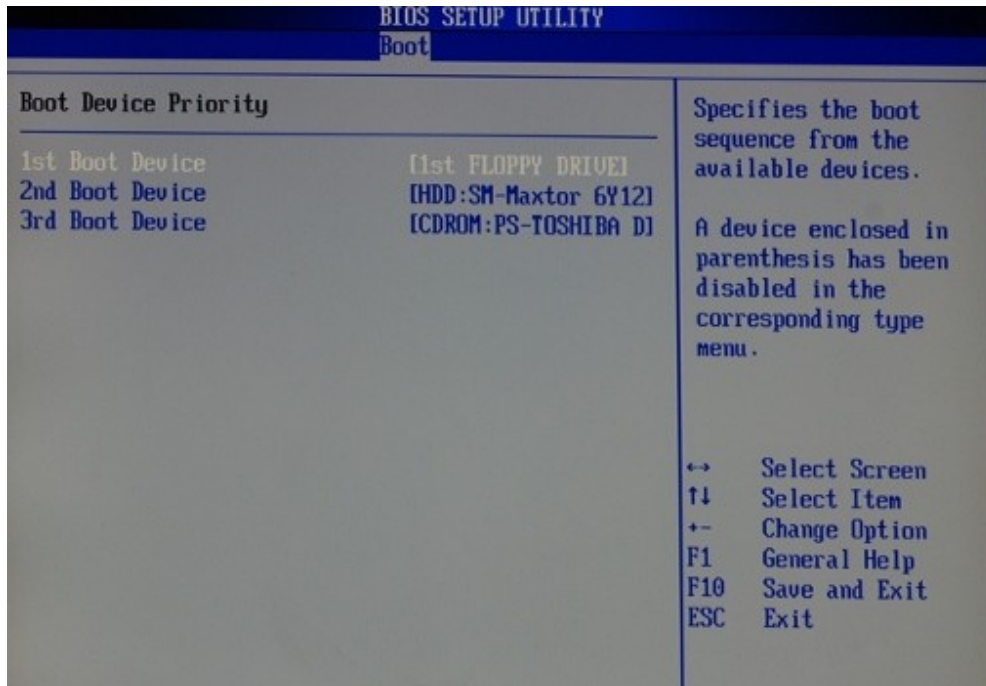 BIOS SETUP UTILITY
Boot
Boot Device Priority
1st Boot Device [1st FLOPPY DRIVE]
2nd Boot Device [HDD:SM-Maxtor 6Y12]
3rd Boot Device [CDROM:PS-TOSHIBA D]
Specifies the boot
sequence from the
available devices.
A device enclosed in
parenthesis has been
disabled in the
corresponding type
menu.
↔ Select Screen
↑↓ Select Item
+- Change Option
F1 General Help
F10 Save and Exit
ESC Exit